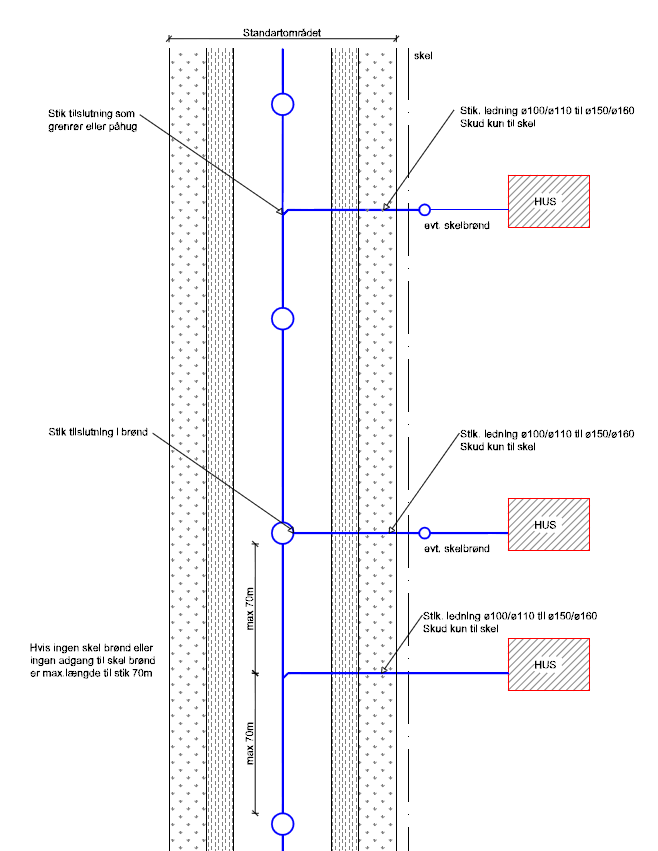 Standartområdet
skel
Stik tilslutning som
grenrør eller påhug
Stik. ledning ø100/ø110 til ø150/ø160
Skud kun til skel
HUS
evt. skelbrønd
Stik tilslutning i brønd
Stik. ledning ø100/ø110 til ø150/ø160
Skud kun til skel
HUS
evt. skelbrønd
max 70m
Stik. ledning ø100/ø110 til ø150/ø160
Skud kun til skel
HUS
Hvis ingen skel brønd eller
ingen adgang til skel brønd
er max.længde til stik 70m
max 70m